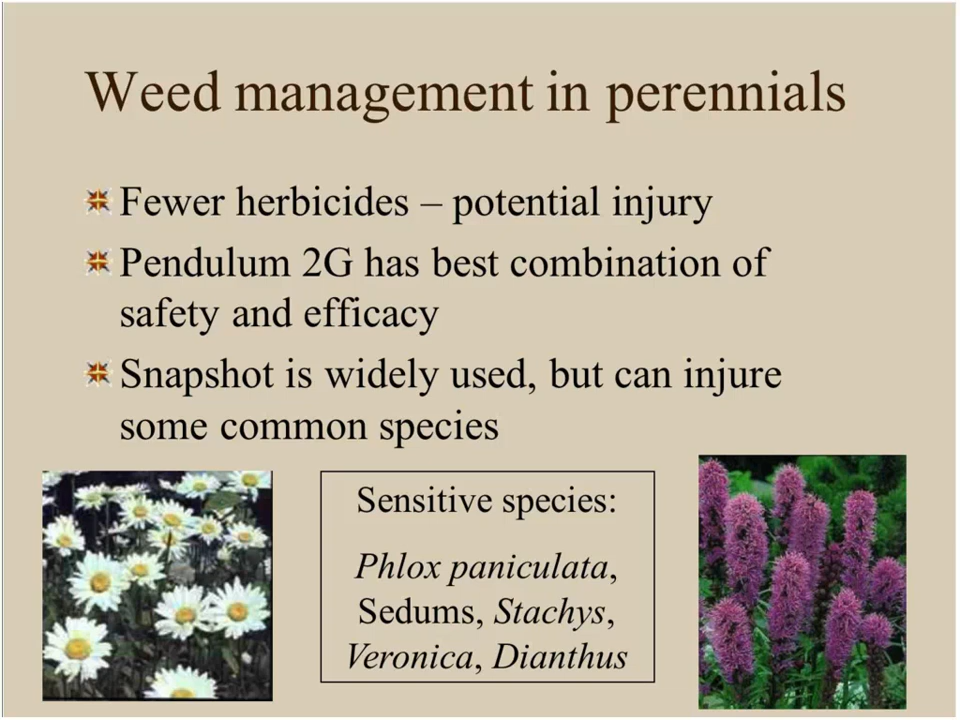 Weed management in perennials
Fewer herbicides – potential injury
Pendulum 2G has best combination of
safety and efficacy
Snapshot is widely used, but can injure
some common species
Sensitive species:
Phlox paniculata,
Sedums, Stachys,
Veronica, Dianthus